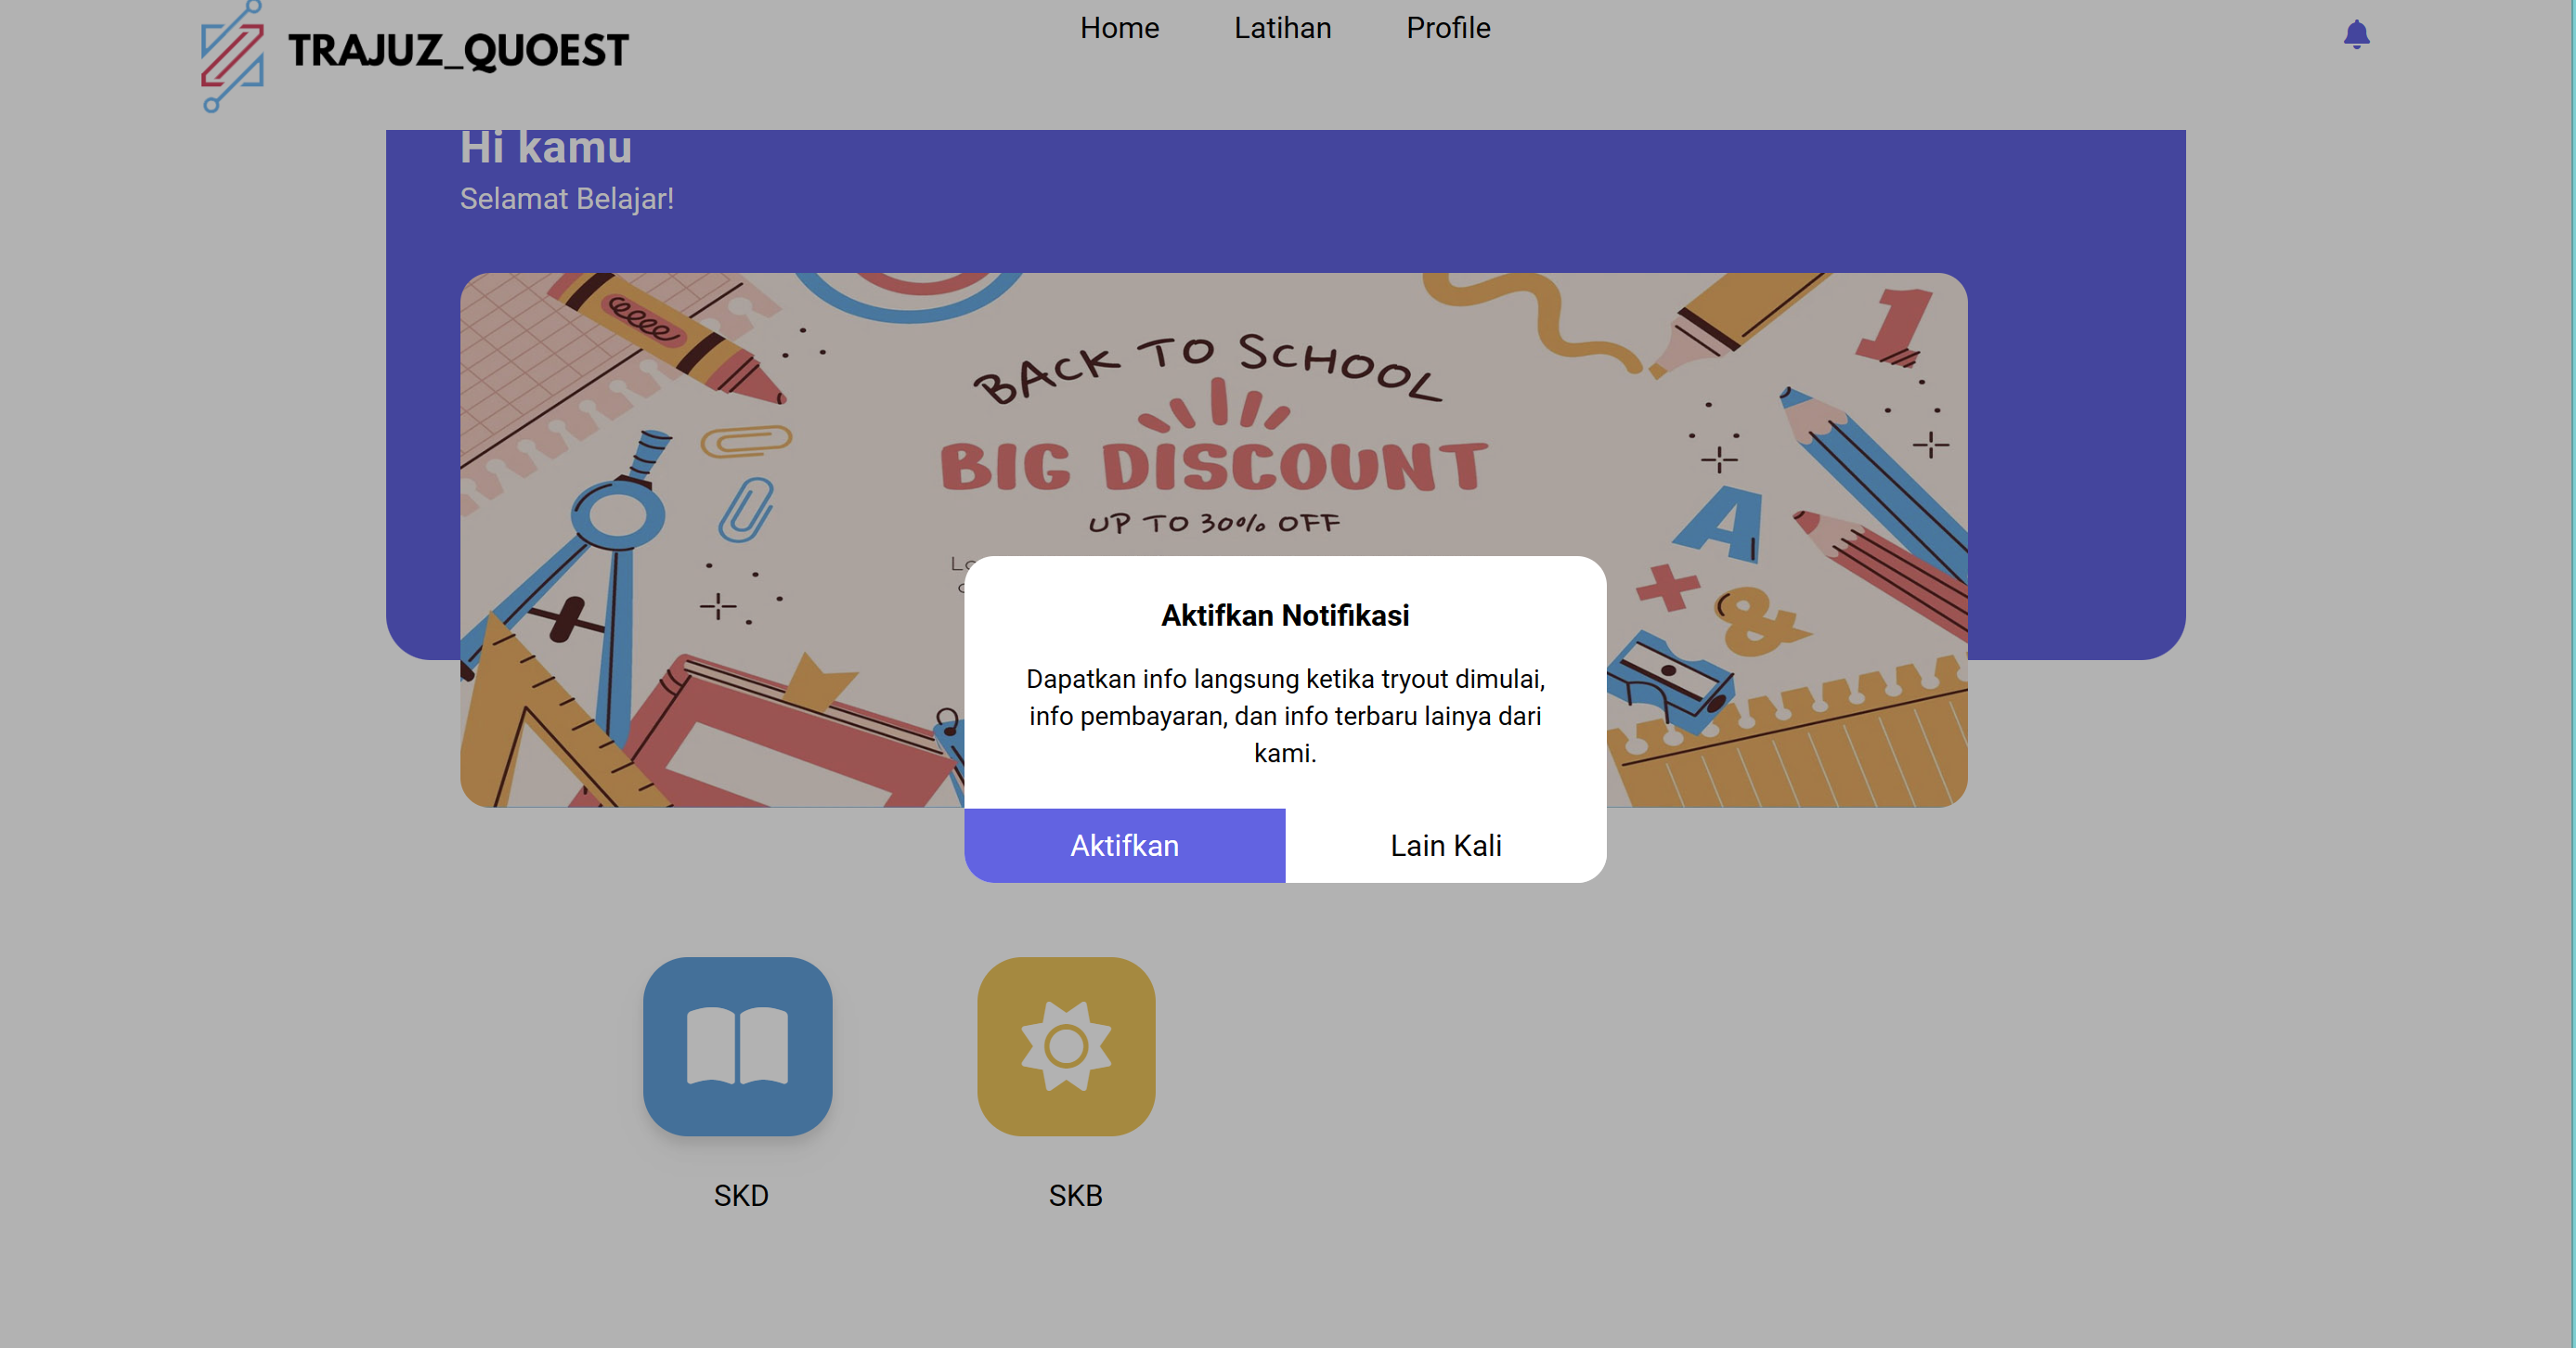 TRAJUZ_QUOEST
Home Latihan Profile
Hi kamu
Selamat Belajar!
BACK TO SCHOOL
BIG DISCOUNT
UP TO 30% OFF
1
A
&
Aktifkan Notifikasi
Dapatkan info langsung ketika tryout dimulai,
info pembayaran, dan info terbaru lainya dari
kami.
Aktifkan Lain Kali
SKD SKB